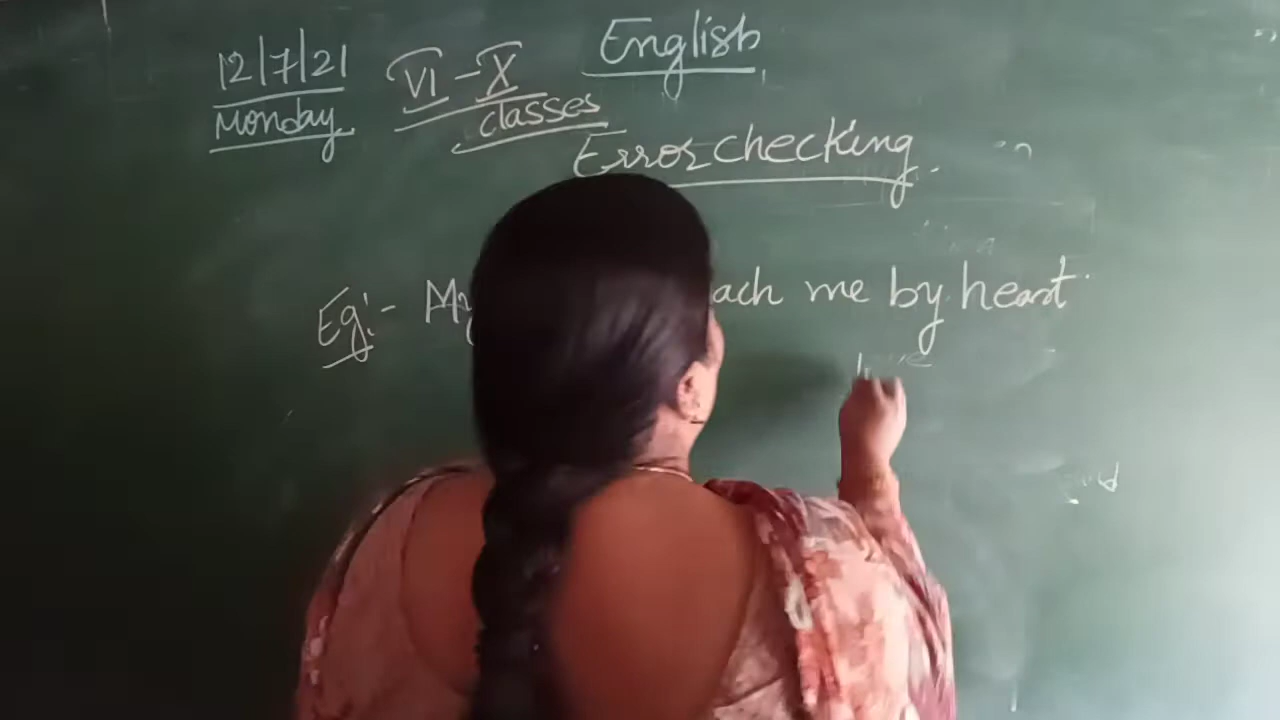 12/7/21 VI - X English
Monday classes
Error checking.
Eg:- My ach me by heart.